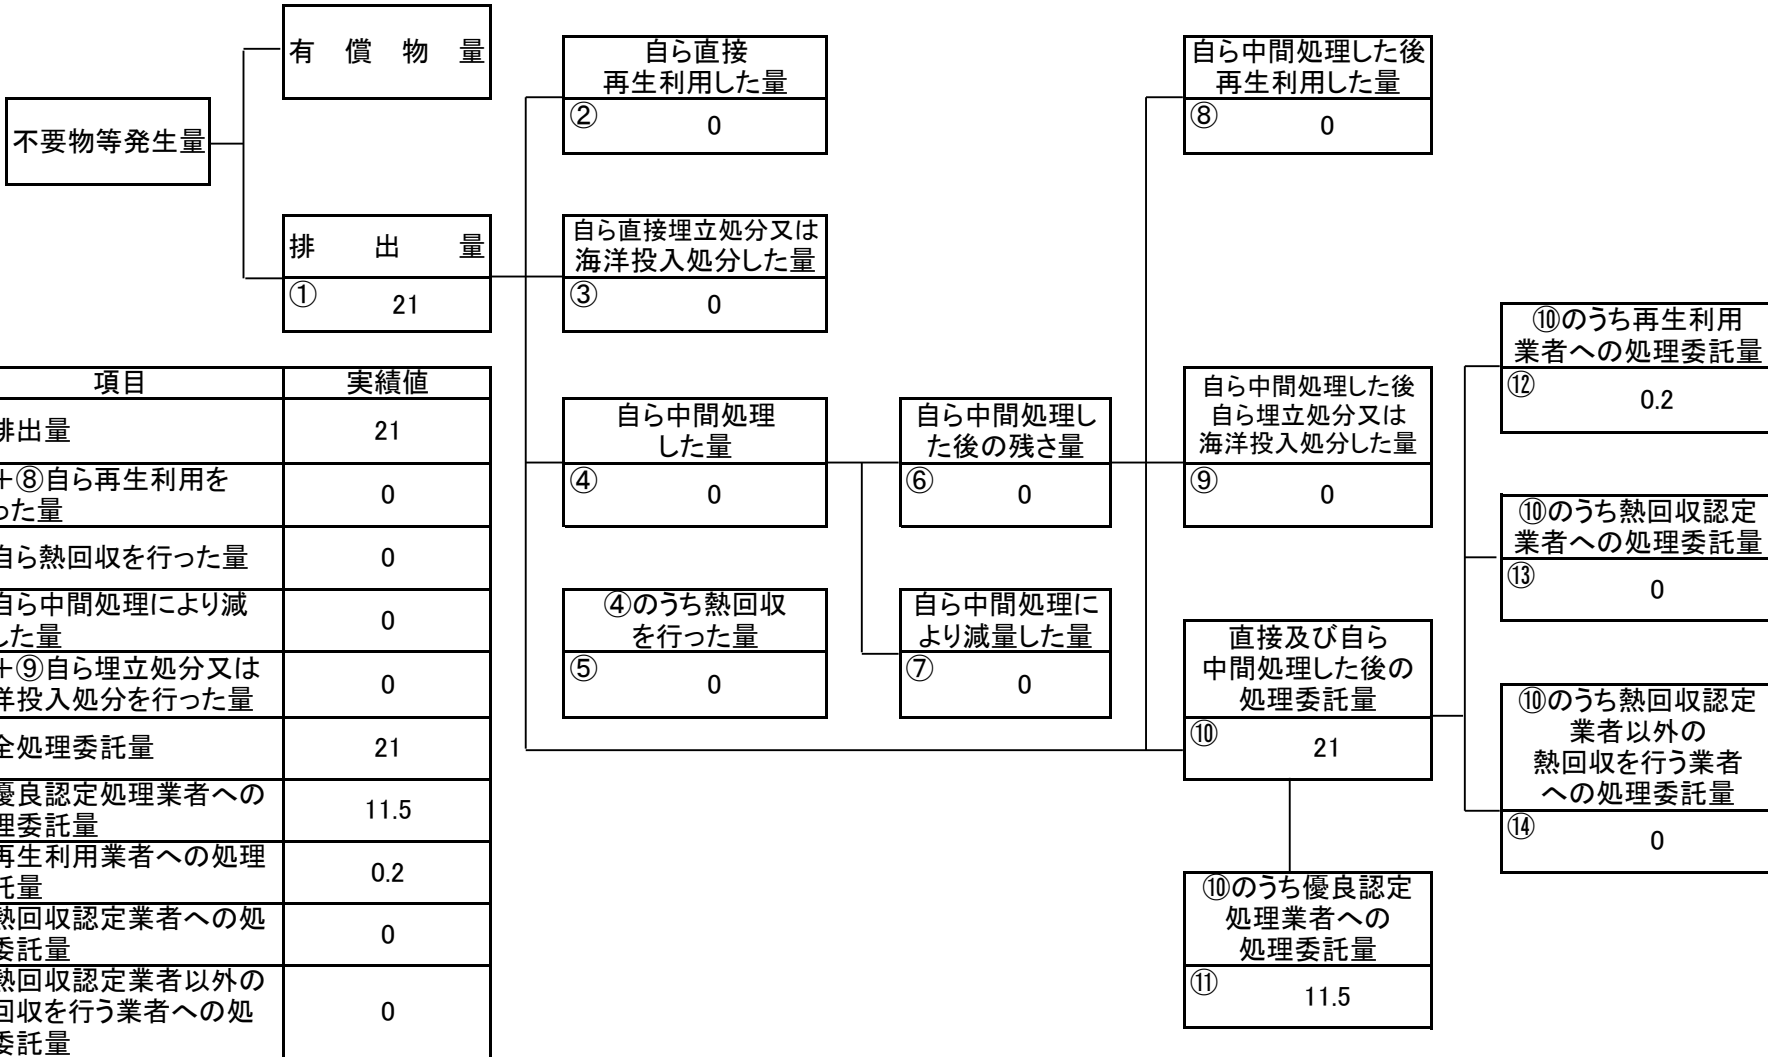 有償物量
不要物等発生量
排出量
①
21
自ら直接
再生利用した量
②
0
自ら直接埋立処分又は
海洋投入処分した量
③
0
自ら中間処理
した量
④
0
④のうち熱回収
を行った量
⑤
0
自ら中間処理し
た後の残さ量
⑥
0
自ら中間処理に
より減量した量
⑦
0
自ら中間処理した後
再生利用した量
⑧
0
自ら中間処理した後
自ら埋立処分又は
海洋投入処分した量
⑨
0
直接及び自ら
中間処理した後の
処理委託量
⑩
21
⑩のうち優良認定
処理業者への
処理委託量
⑪
11.5
⑩のうち再生利用
業者への処理委託量
⑫
0.2
⑩のうち熱回収認定
業者への処理委託量
⑬
0
⑩のうち熱回収認定
業者以外の
熱回収を行う業者
への処理委託量
⑭
0
項目 実績値
排出量
21
+⑧自ら再生利用を
った量
0
自ら熱回収を行った量
0
自ら中間処理により減
した量
0
+⑨自ら埋立処分又は
洋投入処分を行った量
0
全処理委託量
21
優良認定処理業者への
理委託量
11.5
再生利用業者への処理
託量
0.2
熱回収認定業者への処
委託量
0
熱回収認定業者以外の
回収を行う業者への処
委託量
0